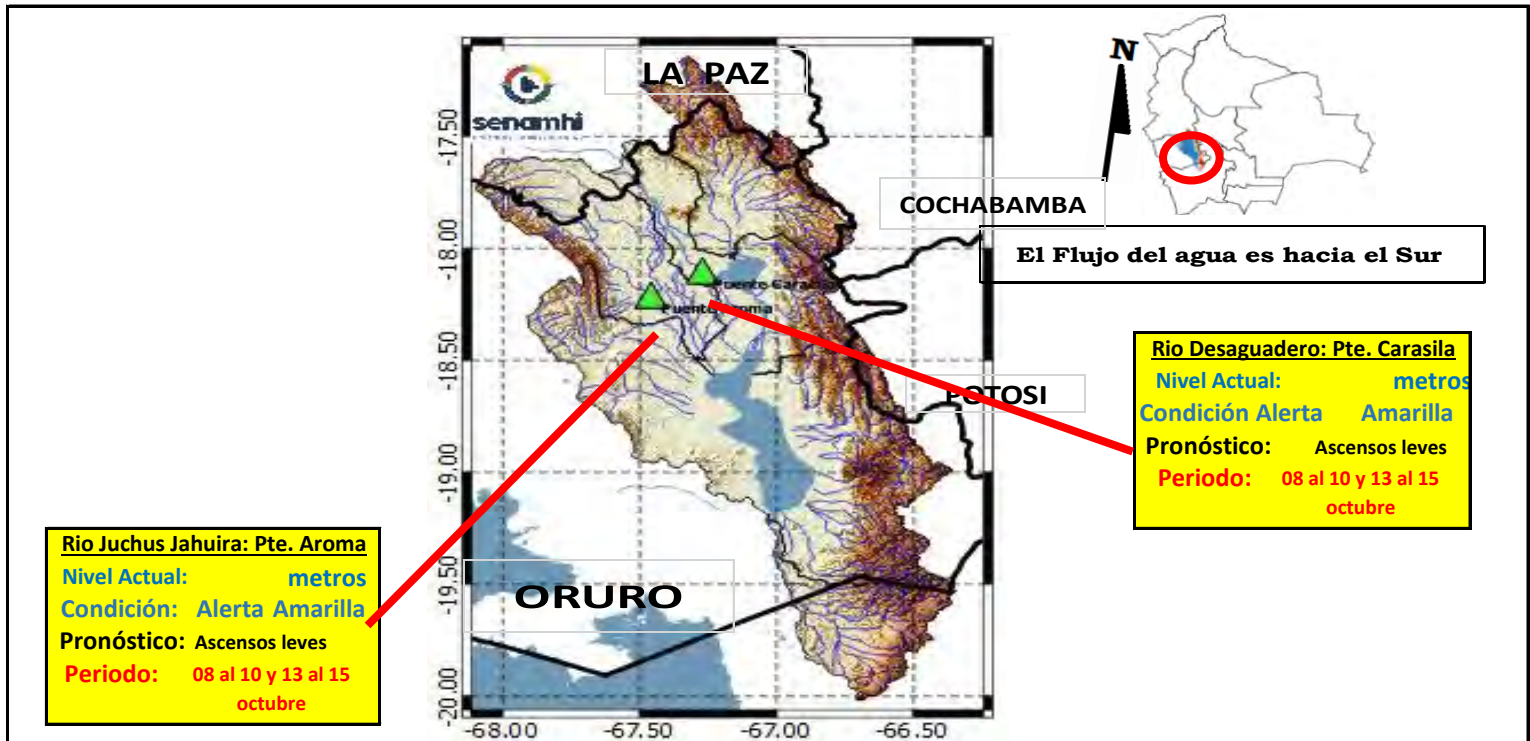 senamhi
LA PAZ
N
COCHABAMBA
El Flujo del agua es hacia el Sur
POTOSI
ORURO
Puente
Puente
-17.50
-18.00
-18.50
-19.00
-19.50
-20.00
-68.00 -67.50 -67.00 -66.50
Rio Desaguadero: Pte. Carasila
Nivel Actual: metros
Condición Alerta Amarilla
Pronóstico: Ascensos leves
Periodo: 08 al 10 y 13 al 15
octubre
Rio Juchus Jahuira: Pte. Aroma
Nivel Actual: metros
Condición: Alerta Amarilla
Pronóstico: Ascensos leves
Periodo: 08 al 10 y 13 al 15
octubre